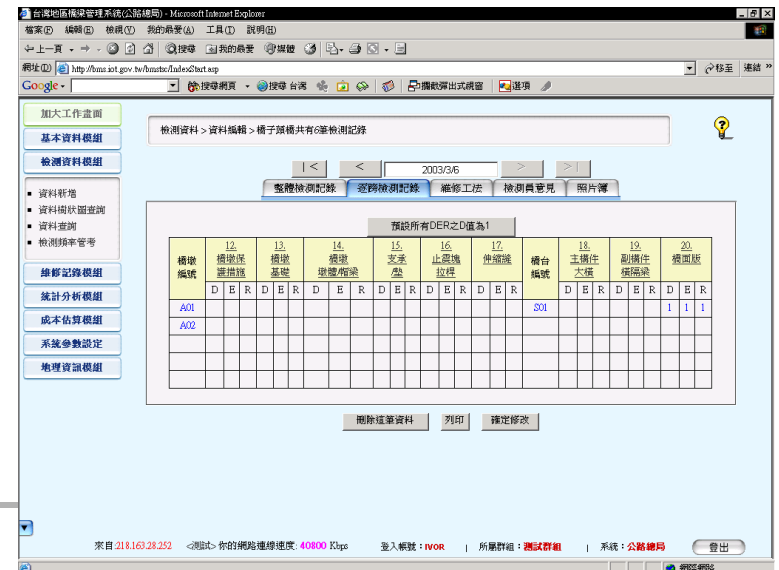 台灣地區橋梁管理系統(公路總局) - Microsoft Internet Explorer
檔案(F) 編輯(E) 檢視(V) 我的最愛(A) 工具(T) 說明(H)
上一頁 搜尋 我的最愛 媒體
網址(D) http://bms.iot.gov.tw/bmstsc/IndexStart.asp 移至 連結 »
Google 搜尋網頁 搜尋 台灣 攔截彈出式視窗 選項
加大工作畫面
基本資料模組
檢測資料模組
資料新增
資料樹狀圖查詢
資料查詢
檢測頻率管考
維修記錄模組
統計分析模組
成本估算模組
系統參數設定
地理資訊模組
檢測資料 > 資料編輯 > 橋子頭橋共有6筆檢測記錄
|< < 2003/3/6 > >|
整體檢測記錄 逐跨檢測記錄 維修工法 檢測員意見 照片簿
預設所有DER之D值為1
橋墩編號 12. 橋墩保護措施 13. 橋墩基礎 14. 橋墩墩體/帽梁 15. 支承/墊 16. 止震塊拉桿 17. 伸縮縫 橋台編號 18. 主構件大樑 19. 副構件橫隔梁 20. 橋面版
D E R D E R D E R D E R D E R D E R D E R D E R D E R
A01 S01 1 1 1
A02
刪除這筆資料 列印 確定修改
來自:218.163.28.252 <測試> 你的網路連線速度: 40800 Kbps 登入帳號：IVOR | 所屬群組：測試群組 | 系統：公路總局 登出
網際網路